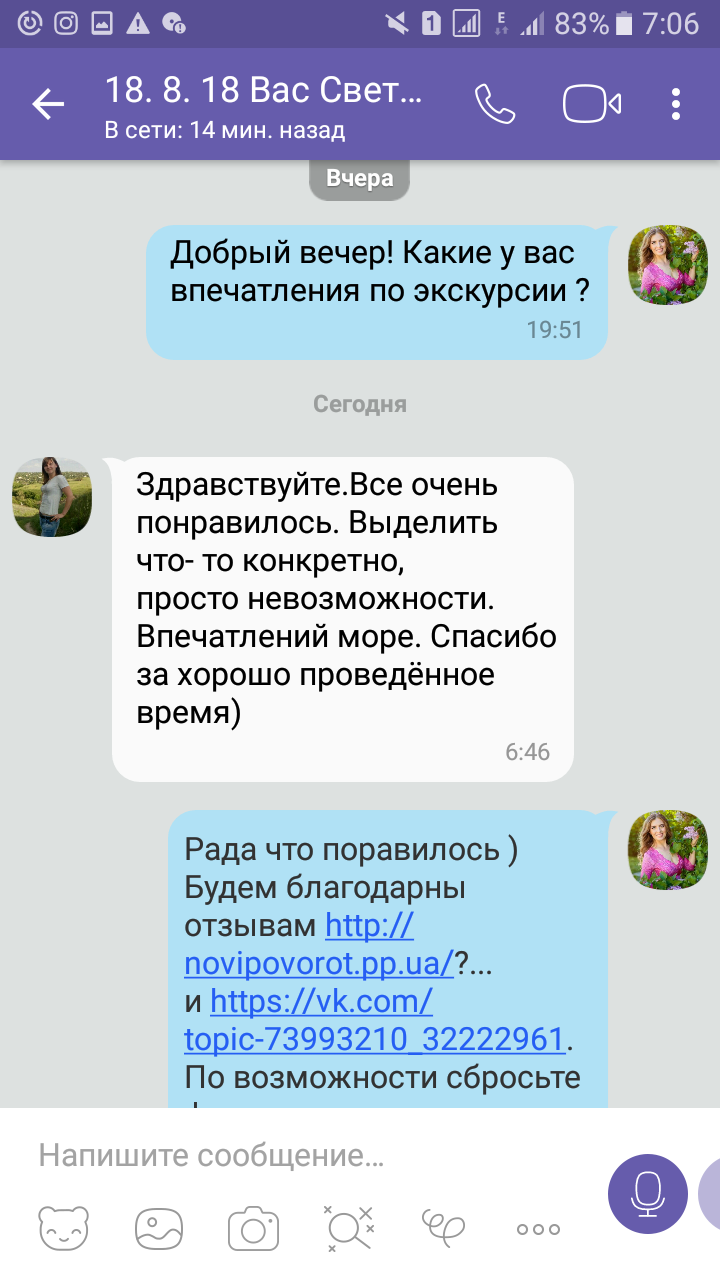 1 E 83% 7:06
18. 8. 18 Вас Свет...
В сети: 14 мин. назад
Вчера
Добрый вечер! Какие у вас
впечатления по экскурсии ?
19:51
Сегодня
Здравствуйте.Все очень
понравилось. Выделить
что- то конкретно,
просто невозможности.
Впечатлений море. Спасибо
за хорошо проведённое
время)
6:46
Рада что поравилось )
Будем благодарны
отзывам http://
novipovorot.pp.ua/?...
и https://vk.com/
topic-73993210_32222961.
По возможности сбросьте
Напишите сообщение...